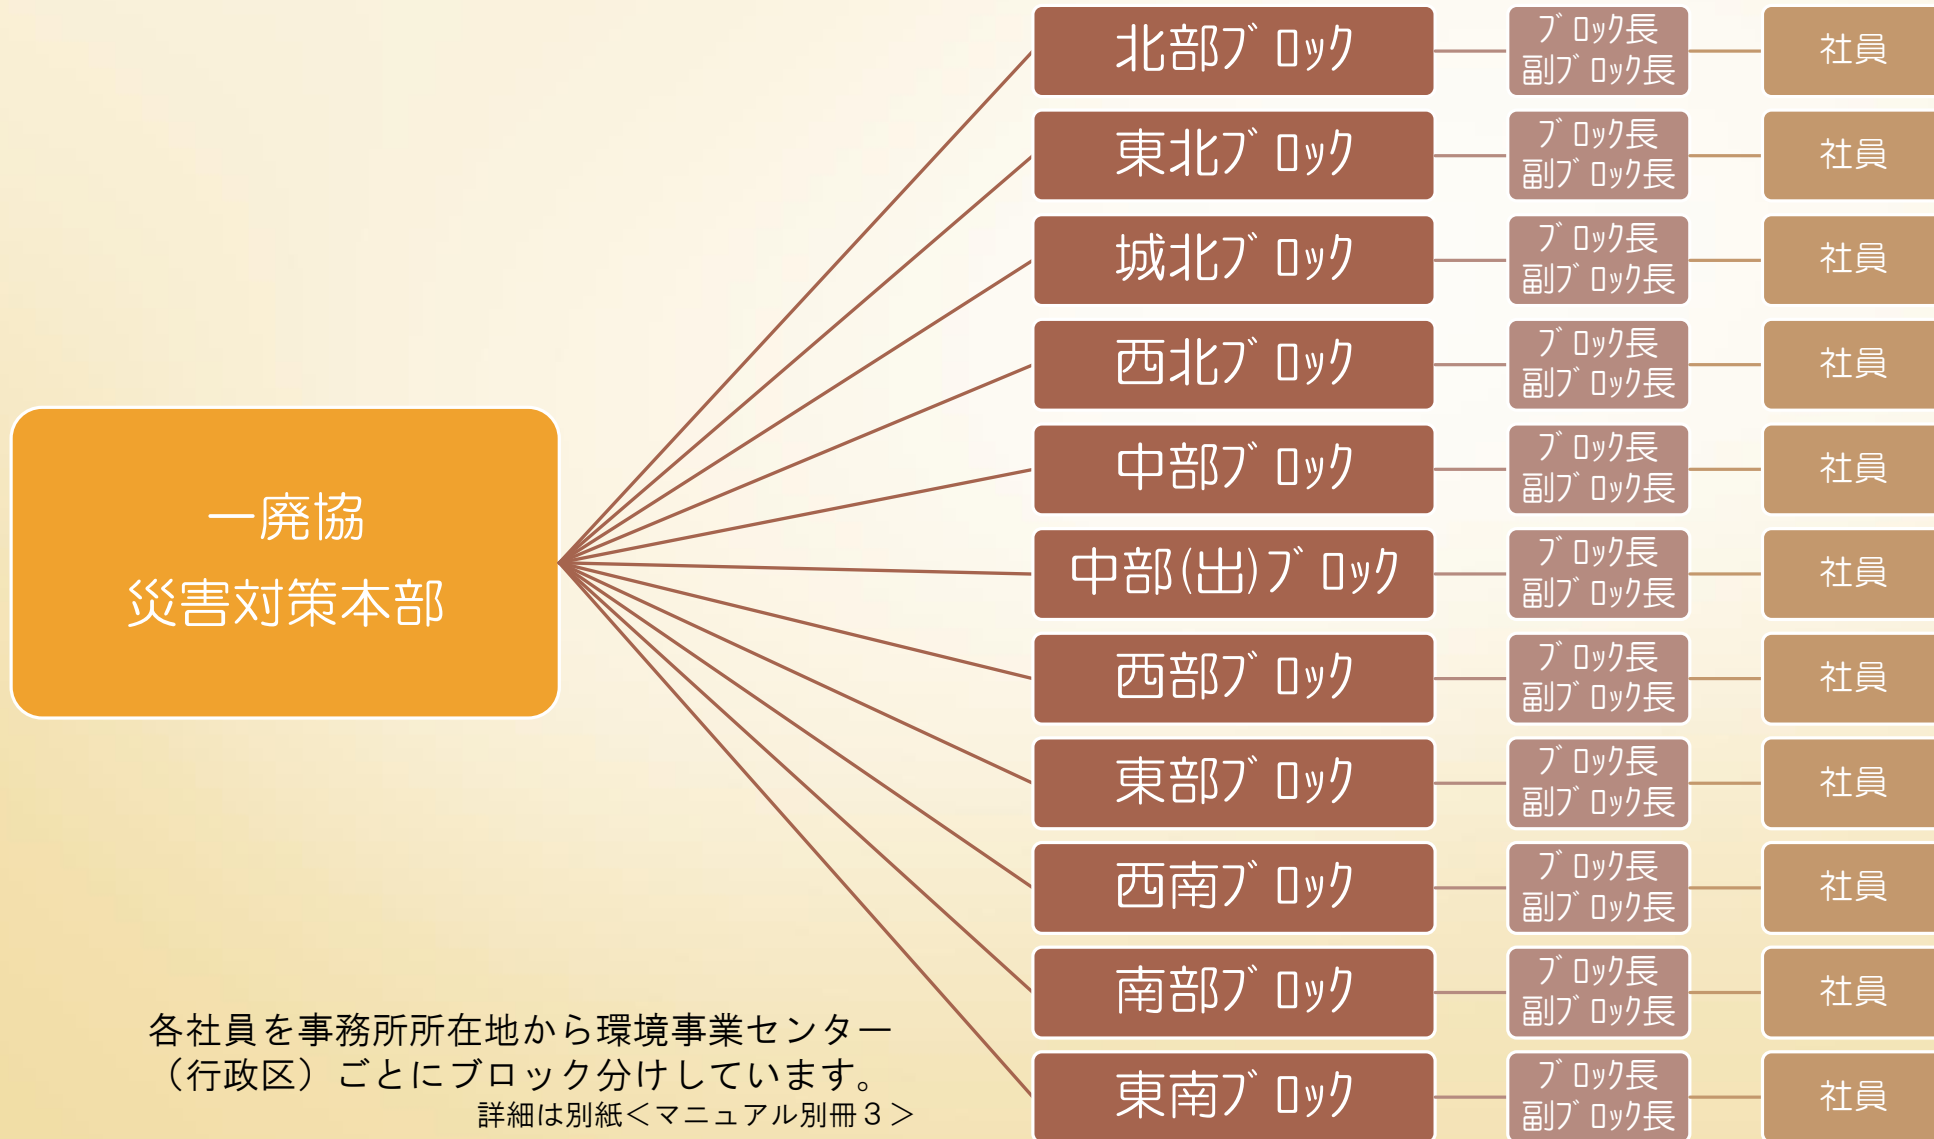 一廃協
災害対策本部
北部ﾌﾞﾛｯｸ
ﾌﾞﾛｯｸ長
副ﾌﾞﾛｯｸ長
社員
東北ﾌﾞﾛｯｸ
ﾌﾞﾛｯｸ長
副ﾌﾞﾛｯｸ長
社員
城北ﾌﾞﾛｯｸ
ﾌﾞﾛｯｸ長
副ﾌﾞﾛｯｸ長
社員
西北ﾌﾞﾛｯｸ
ﾌﾞﾛｯｸ長
副ﾌﾞﾛｯｸ長
社員
中部ﾌﾞﾛｯｸ
ﾌﾞﾛｯｸ長
副ﾌﾞﾛｯｸ長
社員
中部(出)ﾌﾞﾛｯｸ
ﾌﾞﾛｯｸ長
副ﾌﾞﾛｯｸ長
社員
西部ﾌﾞﾛｯｸ
ﾌﾞﾛｯｸ長
副ﾌﾞﾛｯｸ長
社員
東部ﾌﾞﾛｯｸ
ﾌﾞﾛｯｸ長
副ﾌﾞﾛｯｸ長
社員
西南ﾌﾞﾛｯｸ
ﾌﾞﾛｯｸ長
副ﾌﾞﾛｯｸ長
社員
南部ﾌﾞﾛｯｸ
ﾌﾞﾛｯｸ長
副ﾌﾞﾛｯｸ長
社員
東南ﾌﾞﾛｯｸ
ﾌﾞﾛｯｸ長
副ﾌﾞﾛｯｸ長
社員
各社員を事務所所在地から環境事業センター
（行政区）ごとにブロック分けしています。
詳細は別紙＜マニュアル別冊３＞